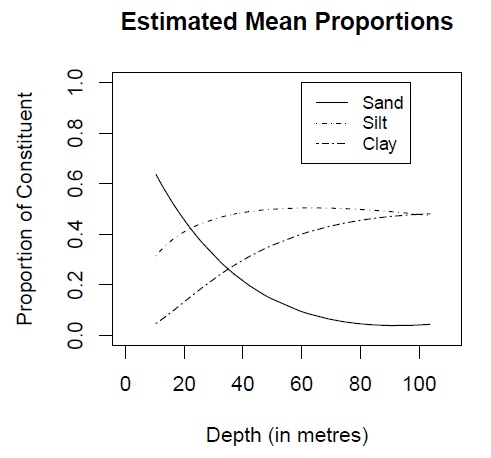 Estimated Mean Proportions
Sand
Silt
Clay
1.0
0.8
0.6
0.4
0.2
0.0
Proportion of Constituent
0 20 40 60 80 100
Depth (in metres)